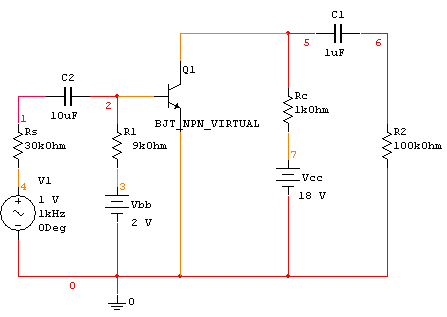 C1
5
6
1uF
Q1
C2
2
10uF
1
Rs
30kOhm
R1
9kOhm
BJT_NPN_VIRTUAL
Rc
1kOhm
R2
100kOhm
7
Vcc
18 V
4
V1
1 V
1kHz
0Deg
3
Vbb
2 V
0
0